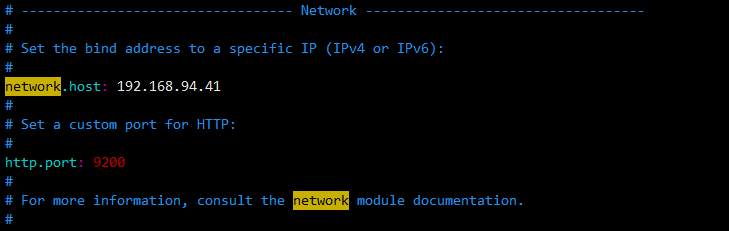 # ---------------------------------- Network -----------------------------------
#
# Set the bind address to a specific IP (IPv4 or IPv6):
#
network.host: 192.168.94.41
#
# Set a custom port for HTTP:
#
http.port: 9200
#
# For more information, consult the network module documentation.
#